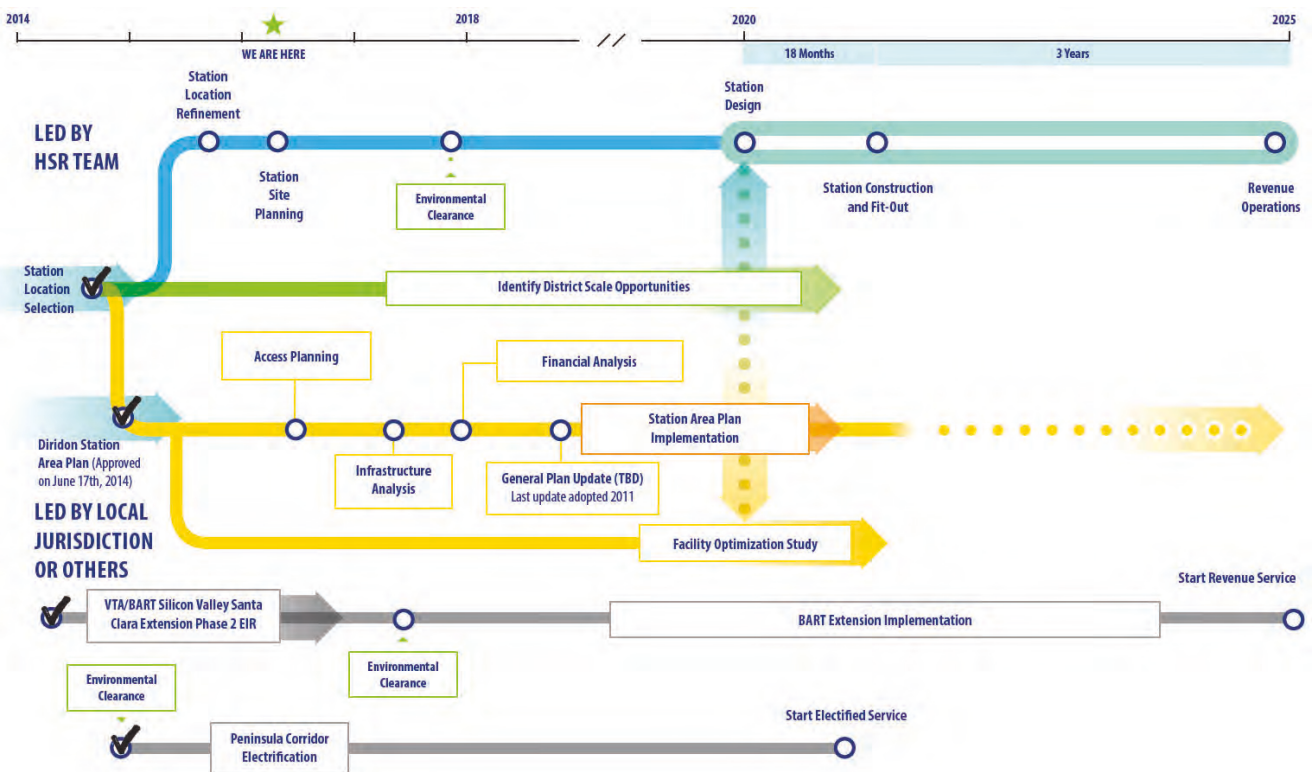 2014
2018
2020
2025
WE ARE HERE
18 Months
3 Years
Station
Location
Refinement
Station
Design
LED BY
HSR TEAM
Station
Site
Planning
Environmental
Clearance
Station Construction
and Fit-Out
Revenue
Operations
Station
Location
Selection
Identify District Scale Opportunities
Access Planning
Financial Analysis
Station Area Plan
Implementation
Diridon Station
Area Plan (Approved
on June 17th, 2014)
Infrastructure
Analysis
General Plan Update (TBD)
Last update adopted 2011
LED BY LOCAL
JURISDICTION
OR OTHERS
Facility Optimization Study
Start Revenue Service
VTA/BART Silicon Valley Santa
Clara Extension Phase 2 EIR
BART Extension Implementation
Environmental
Clearance
Environmental
Clearance
Start Electified Service
Peninsula Corridor
Electrification